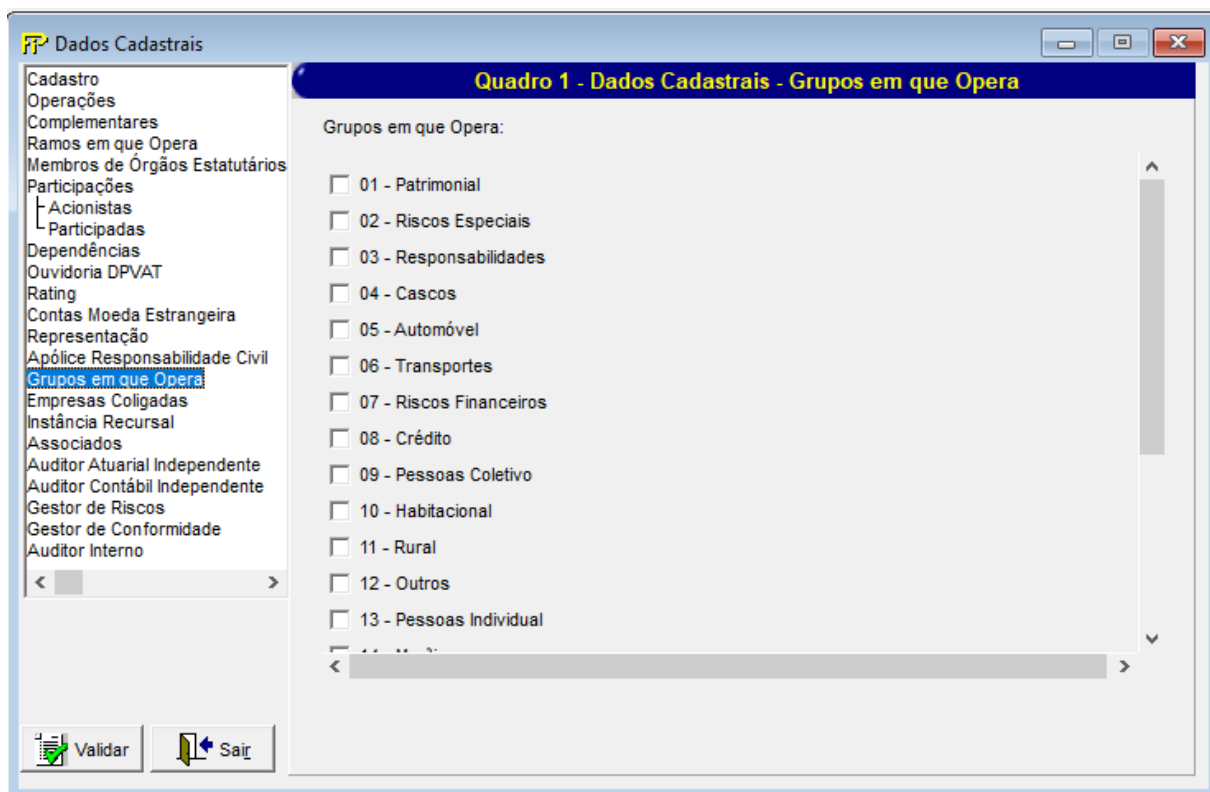 Dados Cadastrais
Cadastro
Operações
Complementares
Ramos em que Opera
Membros de Órgãos Estatutários
Participações
Acionistas
Participadas
Dependências
Ouvidoria DPVAT
Rating
Contas Moeda Estrangeira
Representação
Apólice Responsabilidade Civil
Grupos em que Opera
Empresas Coligadas
Instância Recursal
Associados
Auditor Atuarial Independente
Auditor Contábil Independente
Gestor de Riscos
Gestor de Conformidade
Auditor Interno
Validar
Sair
Quadro 1 - Dados Cadastrais - Grupos em que Opera
Grupos em que Opera:
01 - Patrimonial
02 - Riscos Especiais
03 - Responsabilidades
04 - Cascos
05 - Automóvel
06 - Transportes
07 - Riscos Financeiros
08 - Crédito
09 - Pessoas Coletivo
10 - Habitacional
11 - Rural
12 - Outros
13 - Pessoas Individual